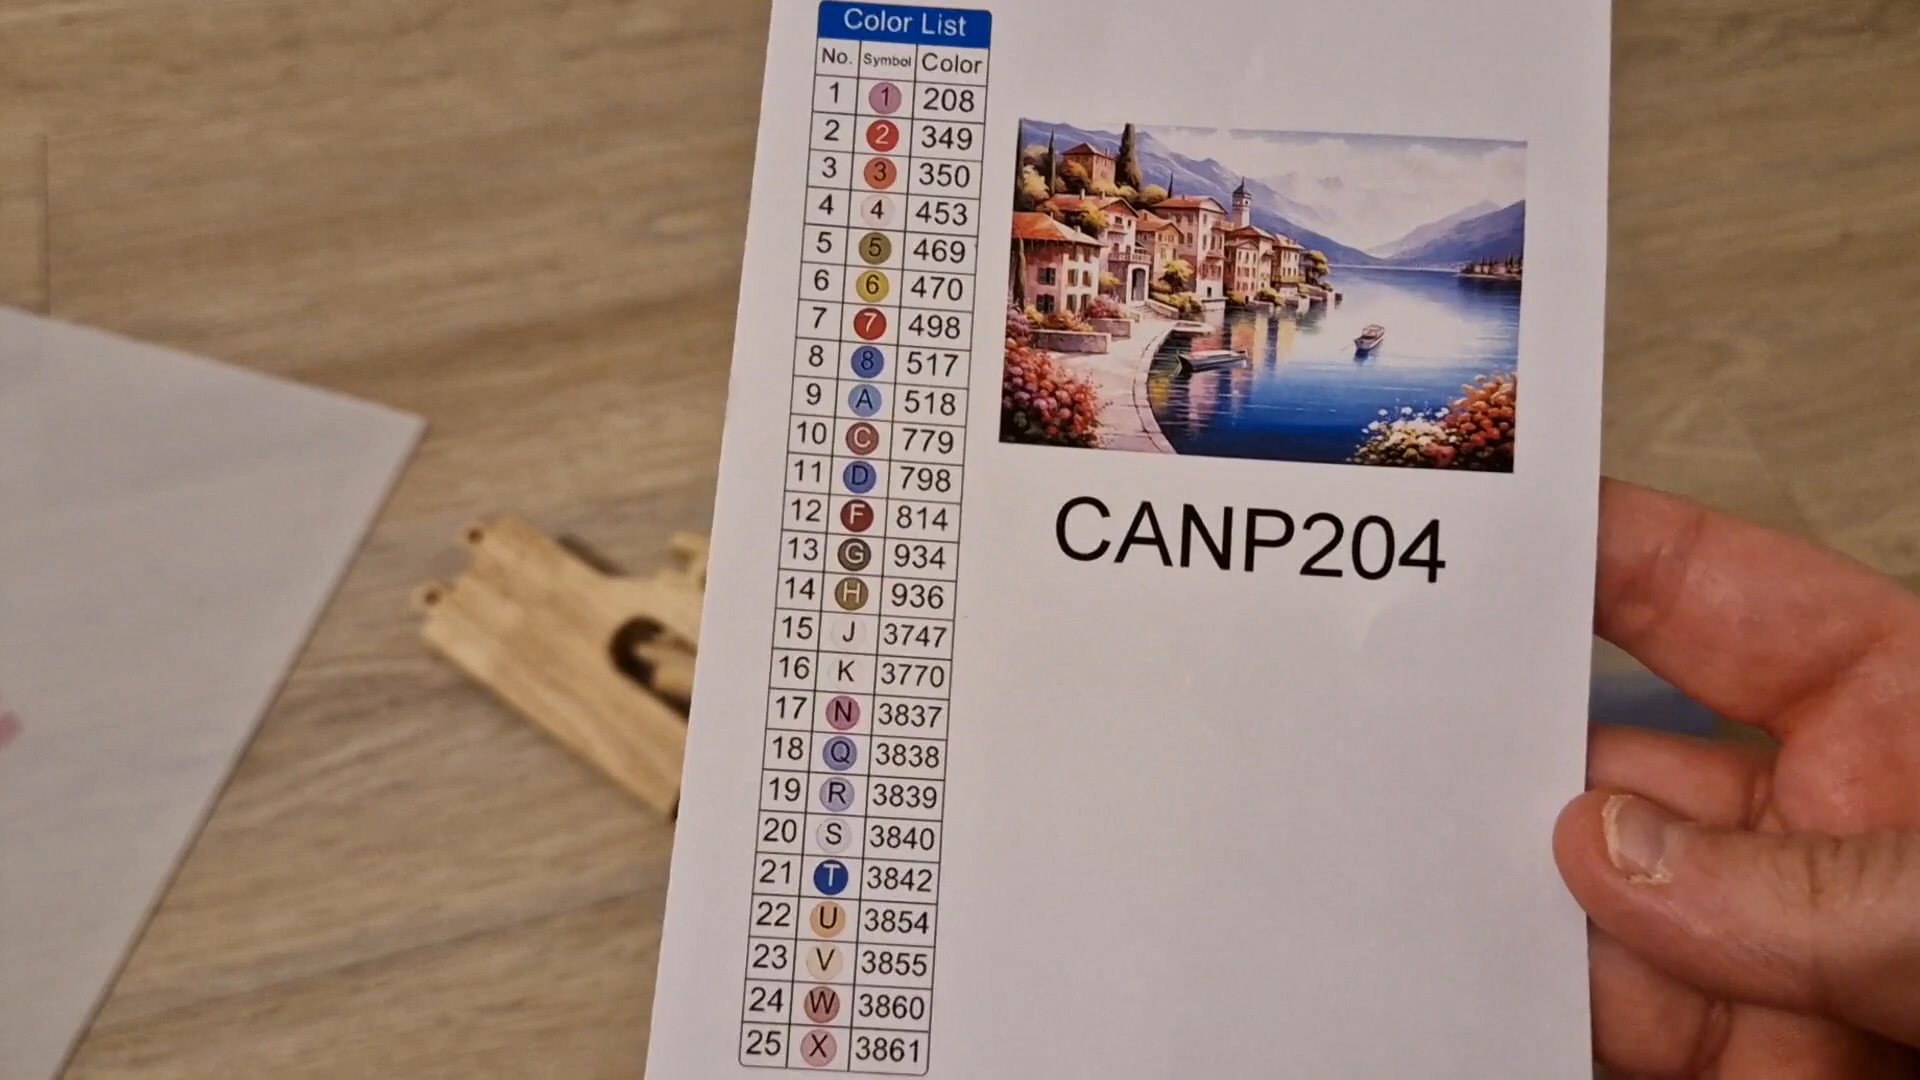 Color List
No. Symbol Color
1 1 208
2 2 349
3 3 350
4 4 453
5 5 469
6 6 470
7 7 498
8 8 517
9 A 518
10 C 779
11 D 798
12 F 814
13 G 934
14 H 936
15 J 3747
16 K 3770
17 N 3837
18 Q 3838
19 R 3839
20 S 3840
21 T 3842
22 U 3854
23 V 3855
24 W 3860
25 X 3861
CANP204